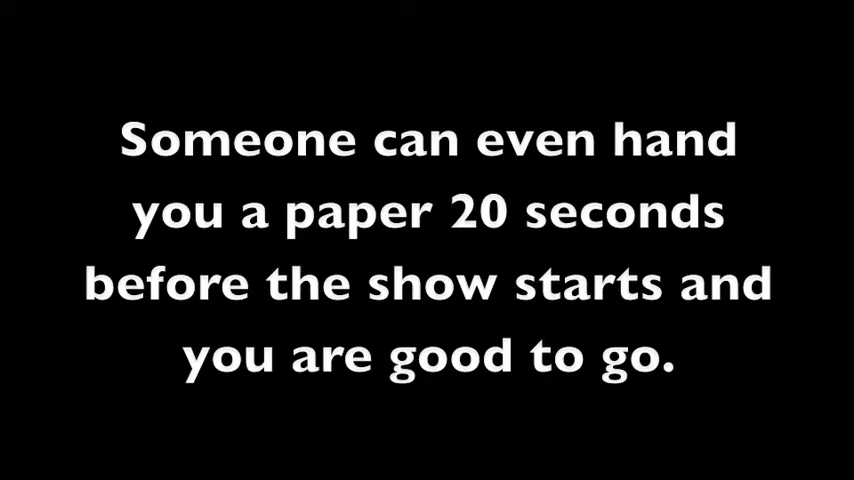 Someone can even hand
you a paper 20 seconds
before the show starts and
you are good to go.